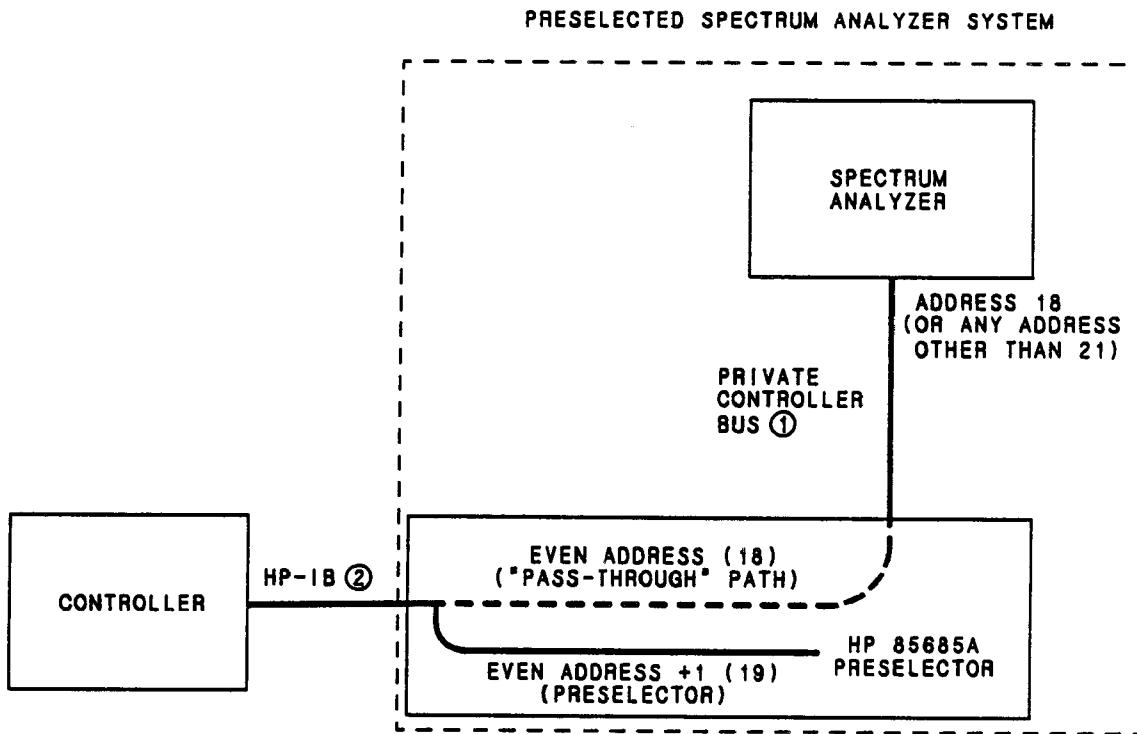 PRESELECTED SPECTRUM ANALYZER SYSTEM
SPECTRUM
ANALYZER
ADDRESS 18
(OR ANY ADDRESS
OTHER THAN 21)
PRIVATE
CONTROLLER
BUS ①
CONTROLLER
HP-IB ②
EVEN ADDRESS (18)
("PASS-THROUGH" PATH)
EVEN ADDRESS +1 (19)
(PRESELECTOR)
HP 85685A
PRESELECTOR